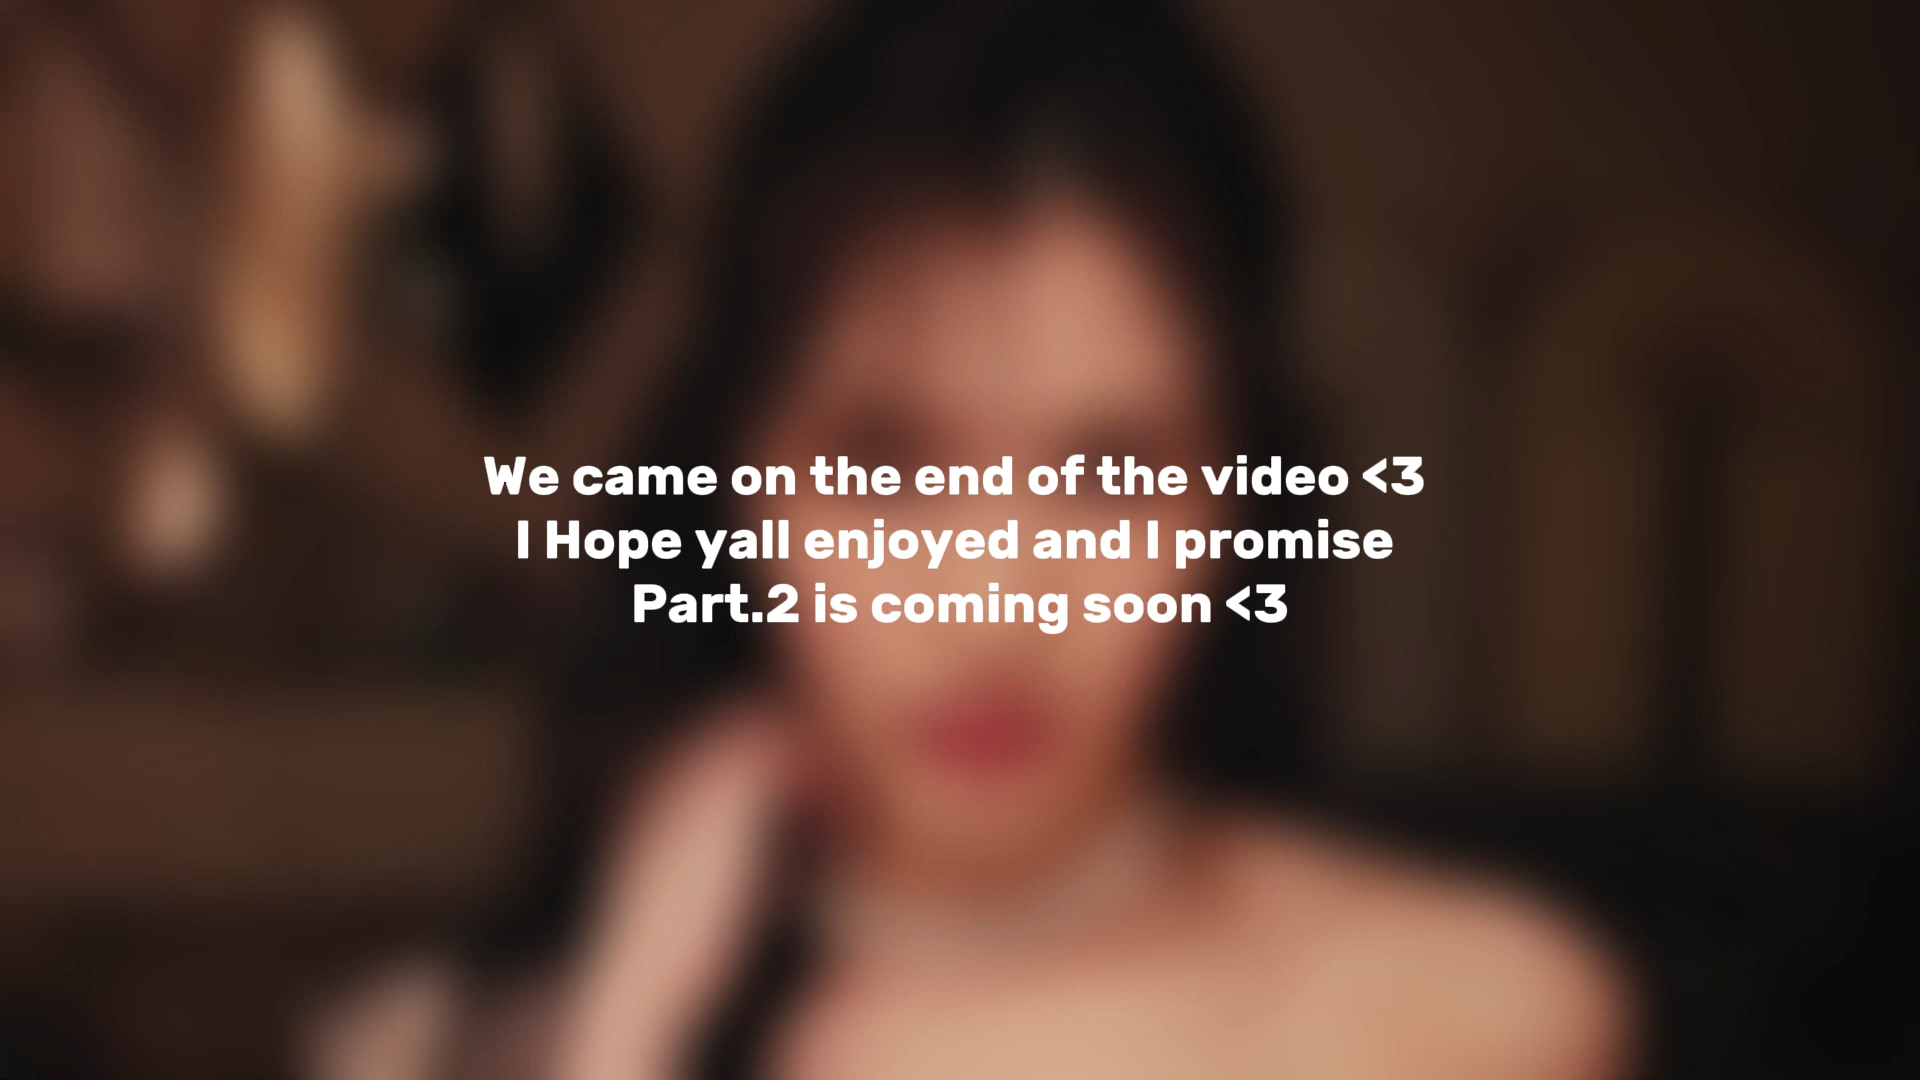 We came on the end of the video <3
I Hope yall enjoyed and I promise
Part.2 is coming soon <3